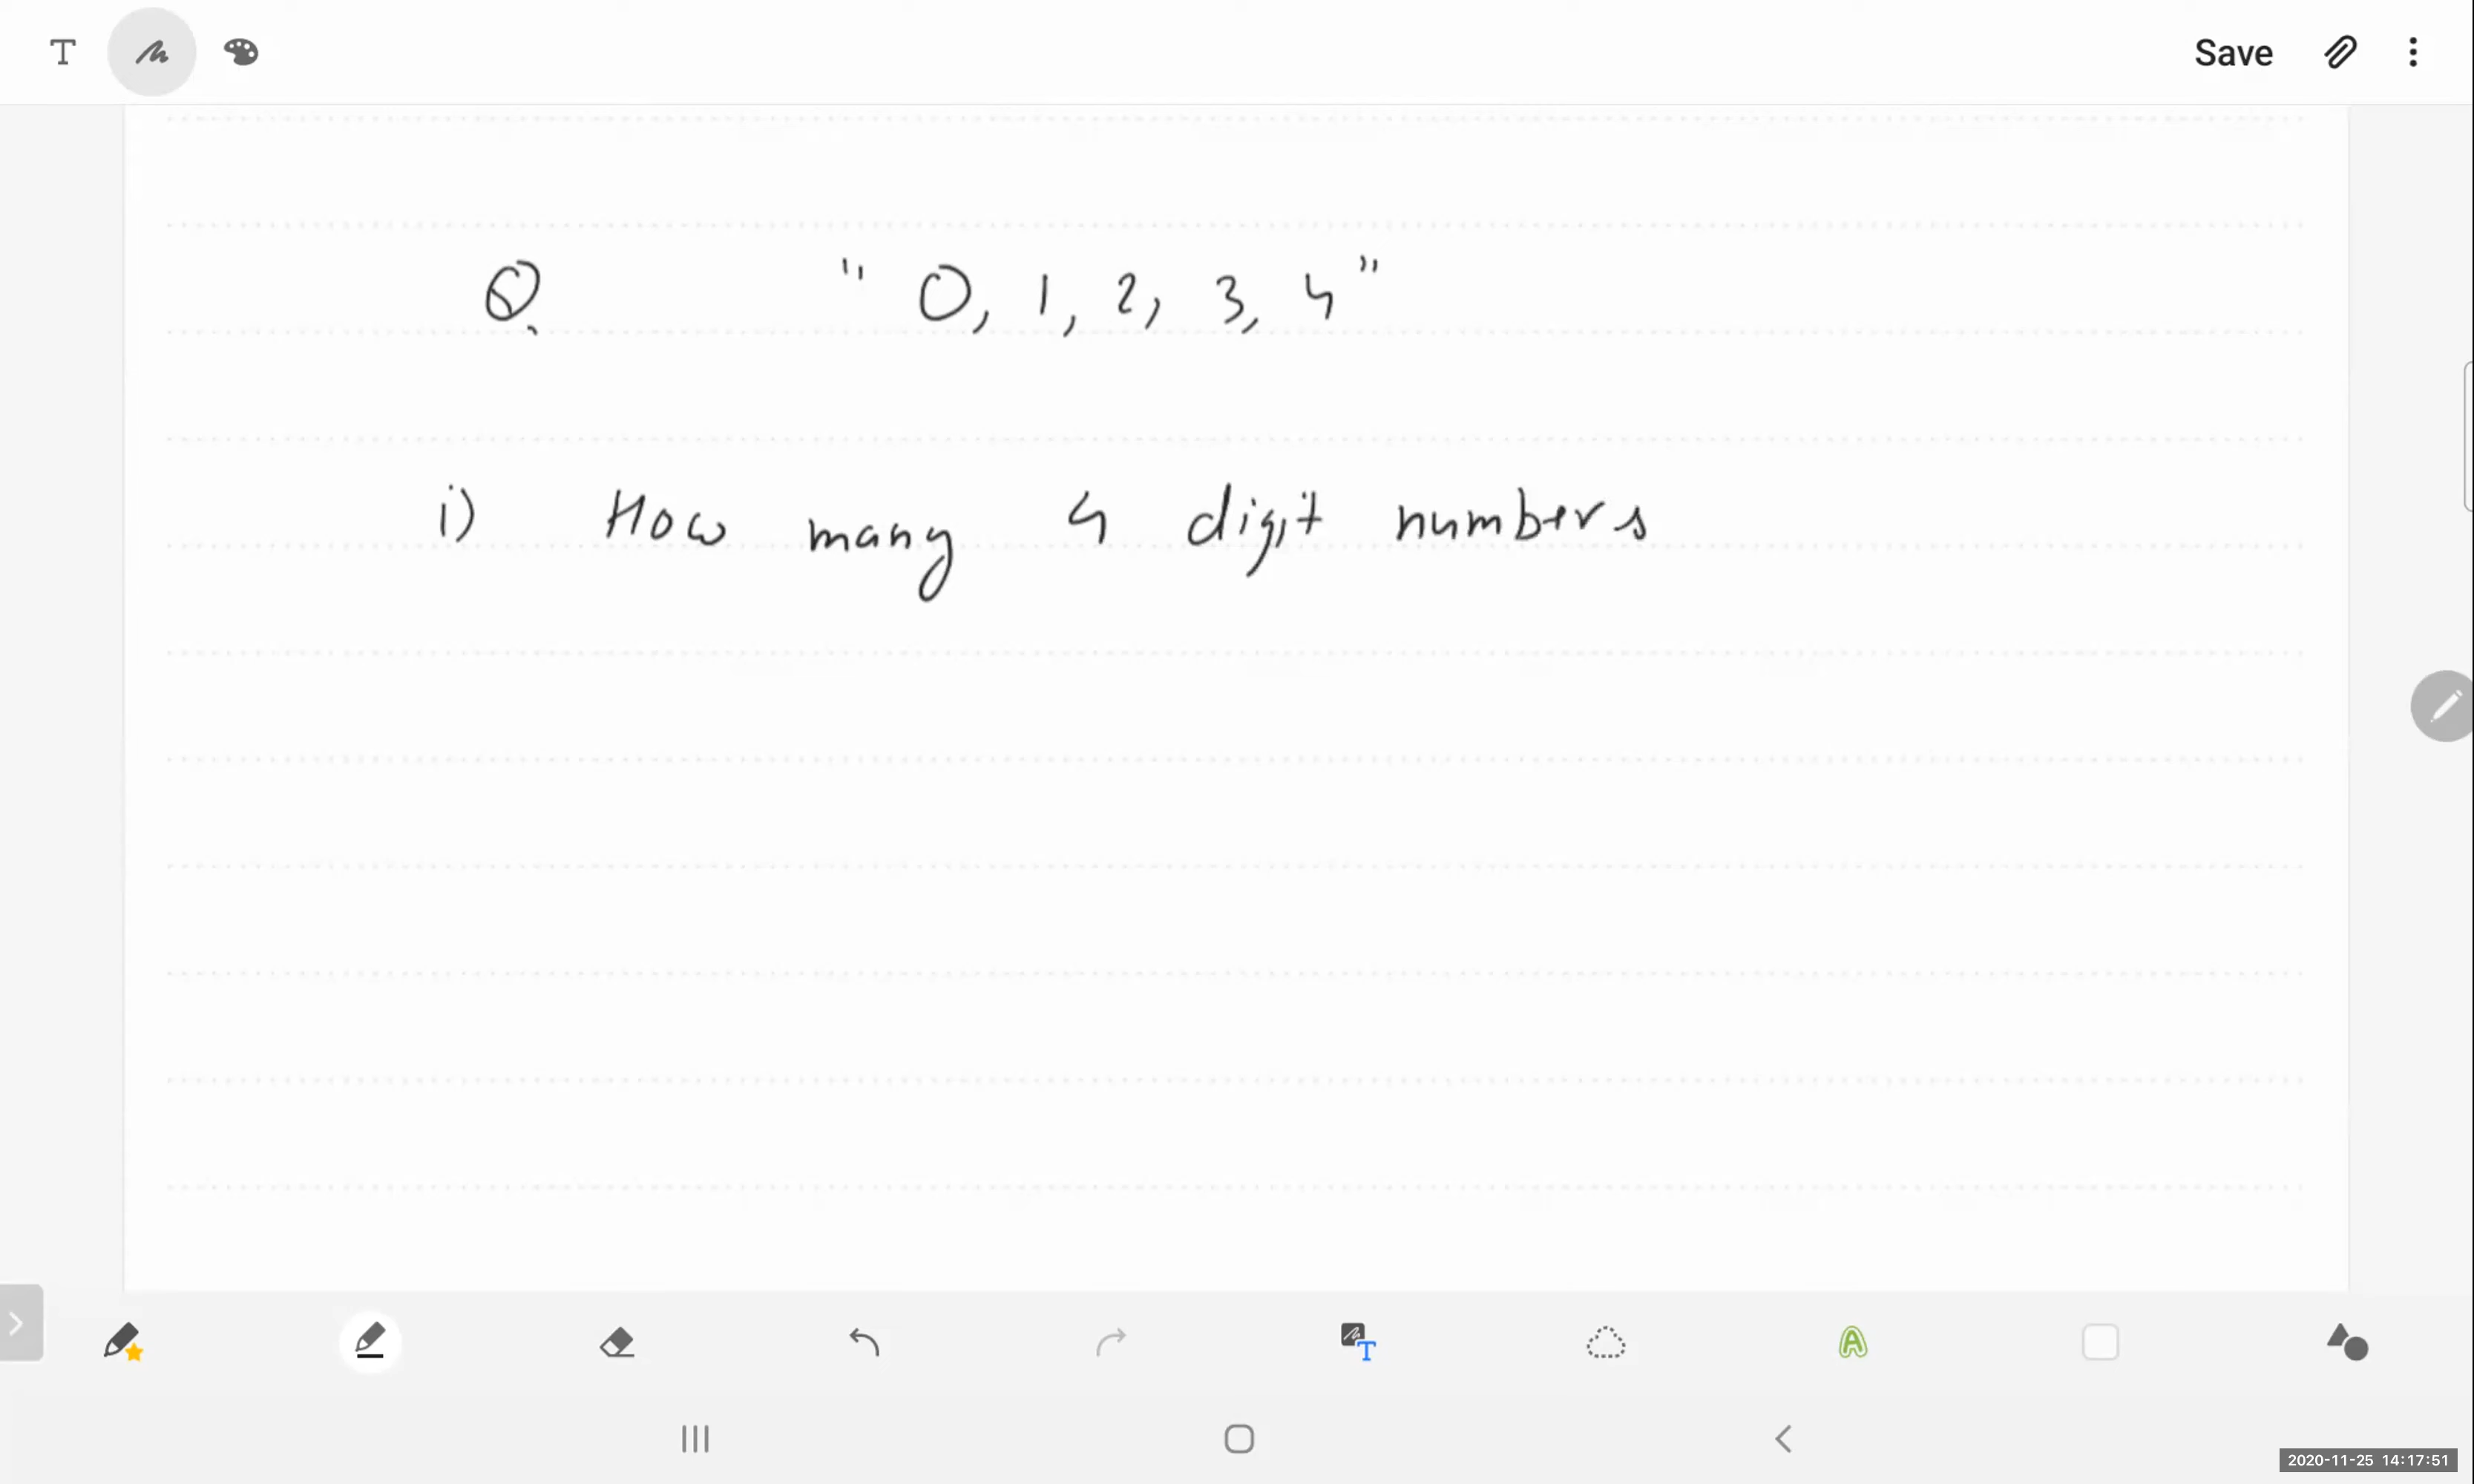 T Save
Q. " 0, 1, 2, 3, 4 "
i) How many 4 digit numbers
T A
2020-11-25 14:17:51